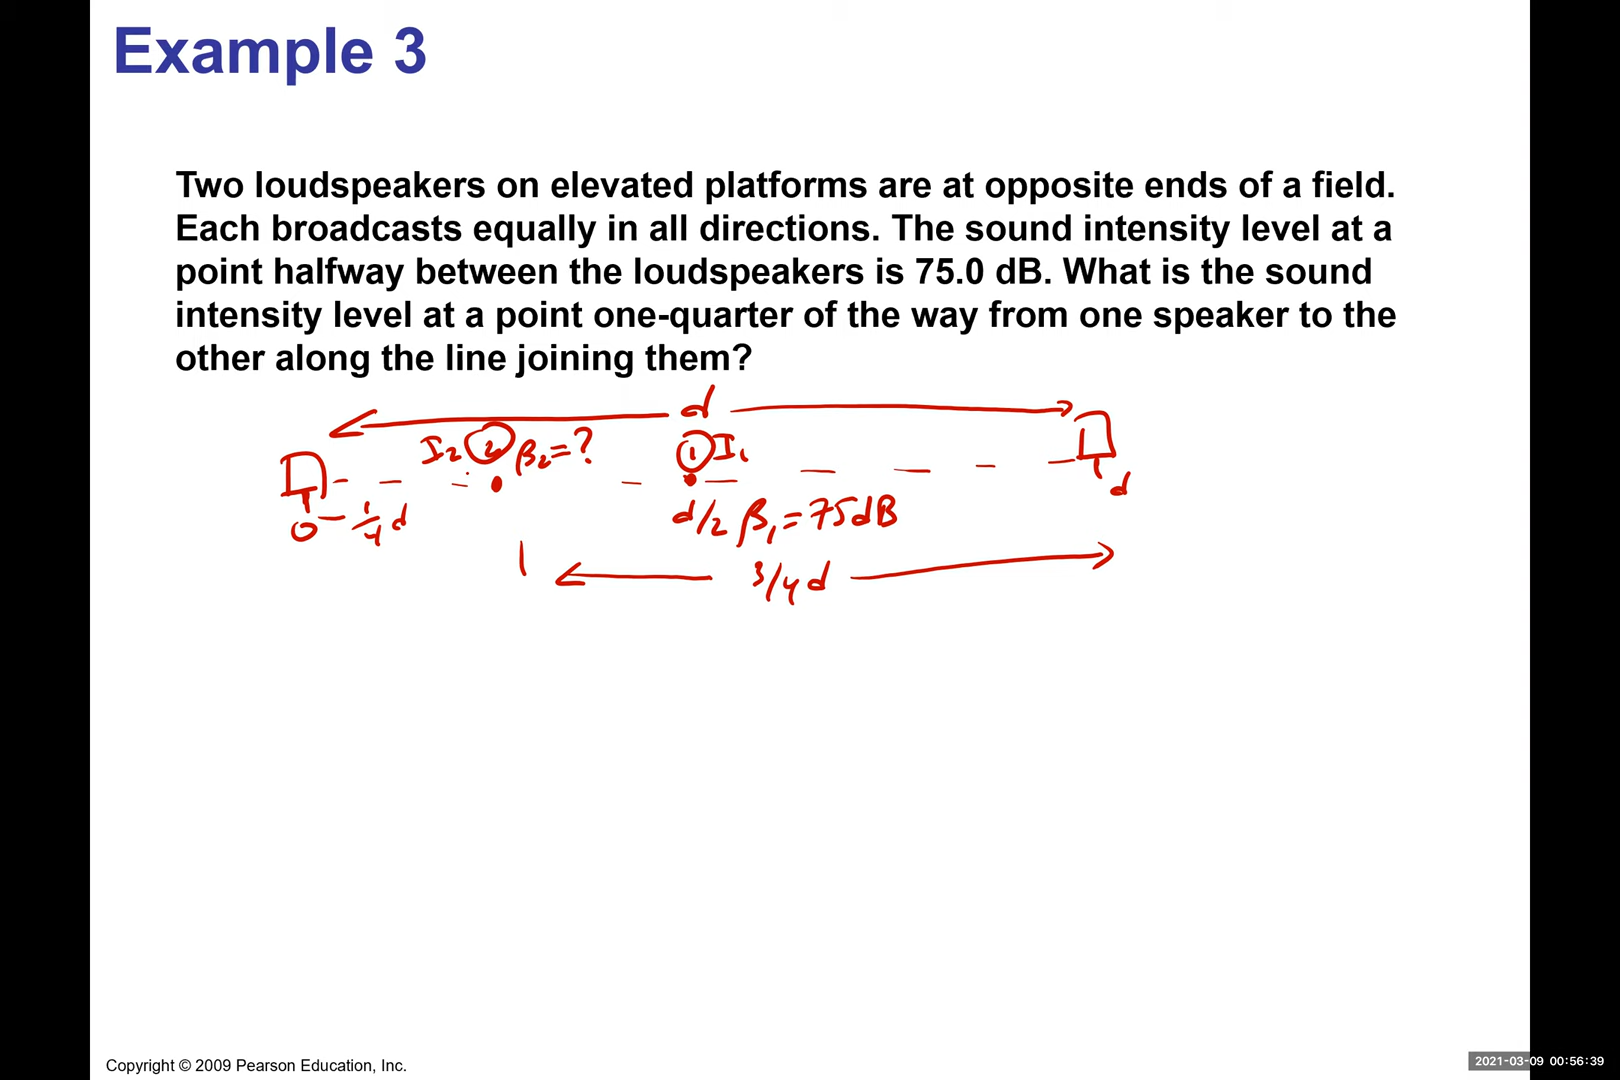 Example 3
Two loudspeakers on elevated platforms are at opposite ends of a field.
Each broadcasts equally in all directions. The sound intensity level at a
point halfway between the loudspeakers is 75.0 dB. What is the sound
intensity level at a point one-quarter of the way from one speaker to the
other along the line joining them?
d
I₂ ② β₂=? ① I₁
d
0 – 1/4 d d/2 β₁ = 75dB
3/4 d
Copyright © 2009 Pearson Education, Inc.
2021-03-09 00:56:39